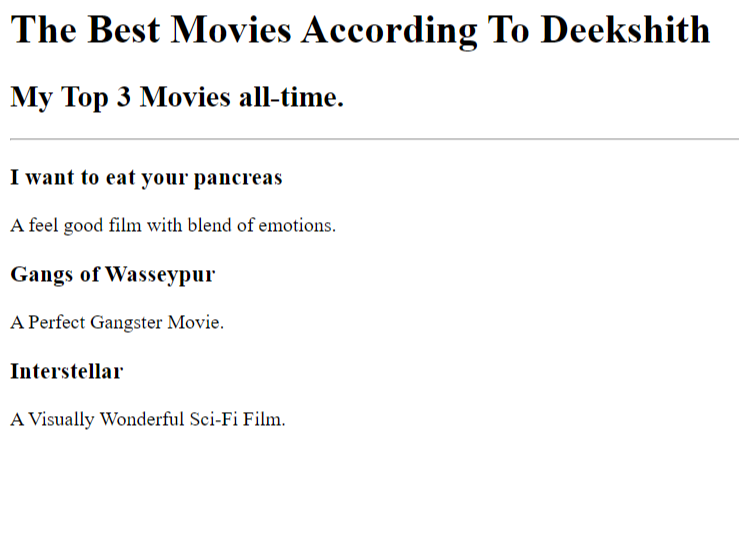 The Best Movies According To Deekshith
My Top 3 Movies all-time.
I want to eat your pancreas
A feel good film with blend of emotions.
Gangs of Wasseypur
A Perfect Gangster Movie.
Interstellar
A Visually Wonderful Sci-Fi Film.